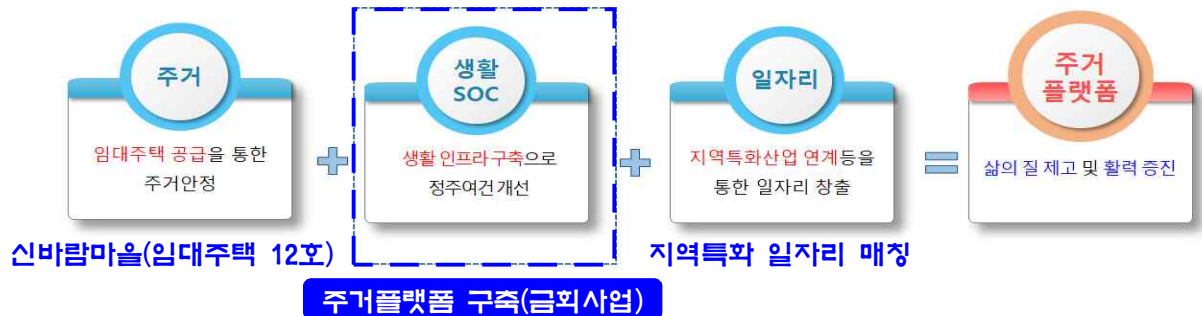 주거
임대주택 공급을 통한
주거안정
생활
SOC
생활 인프라 구축으로
정주여건 개선
일자리
지역특화산업 연계등을
통한 일자리 창출
주거
플랫폼
삶의 질 제고 및 활력 증진
신바람마을(임대주택 12호)
지역특화 일자리 매칭
주거플랫폼 구축(금회사업)